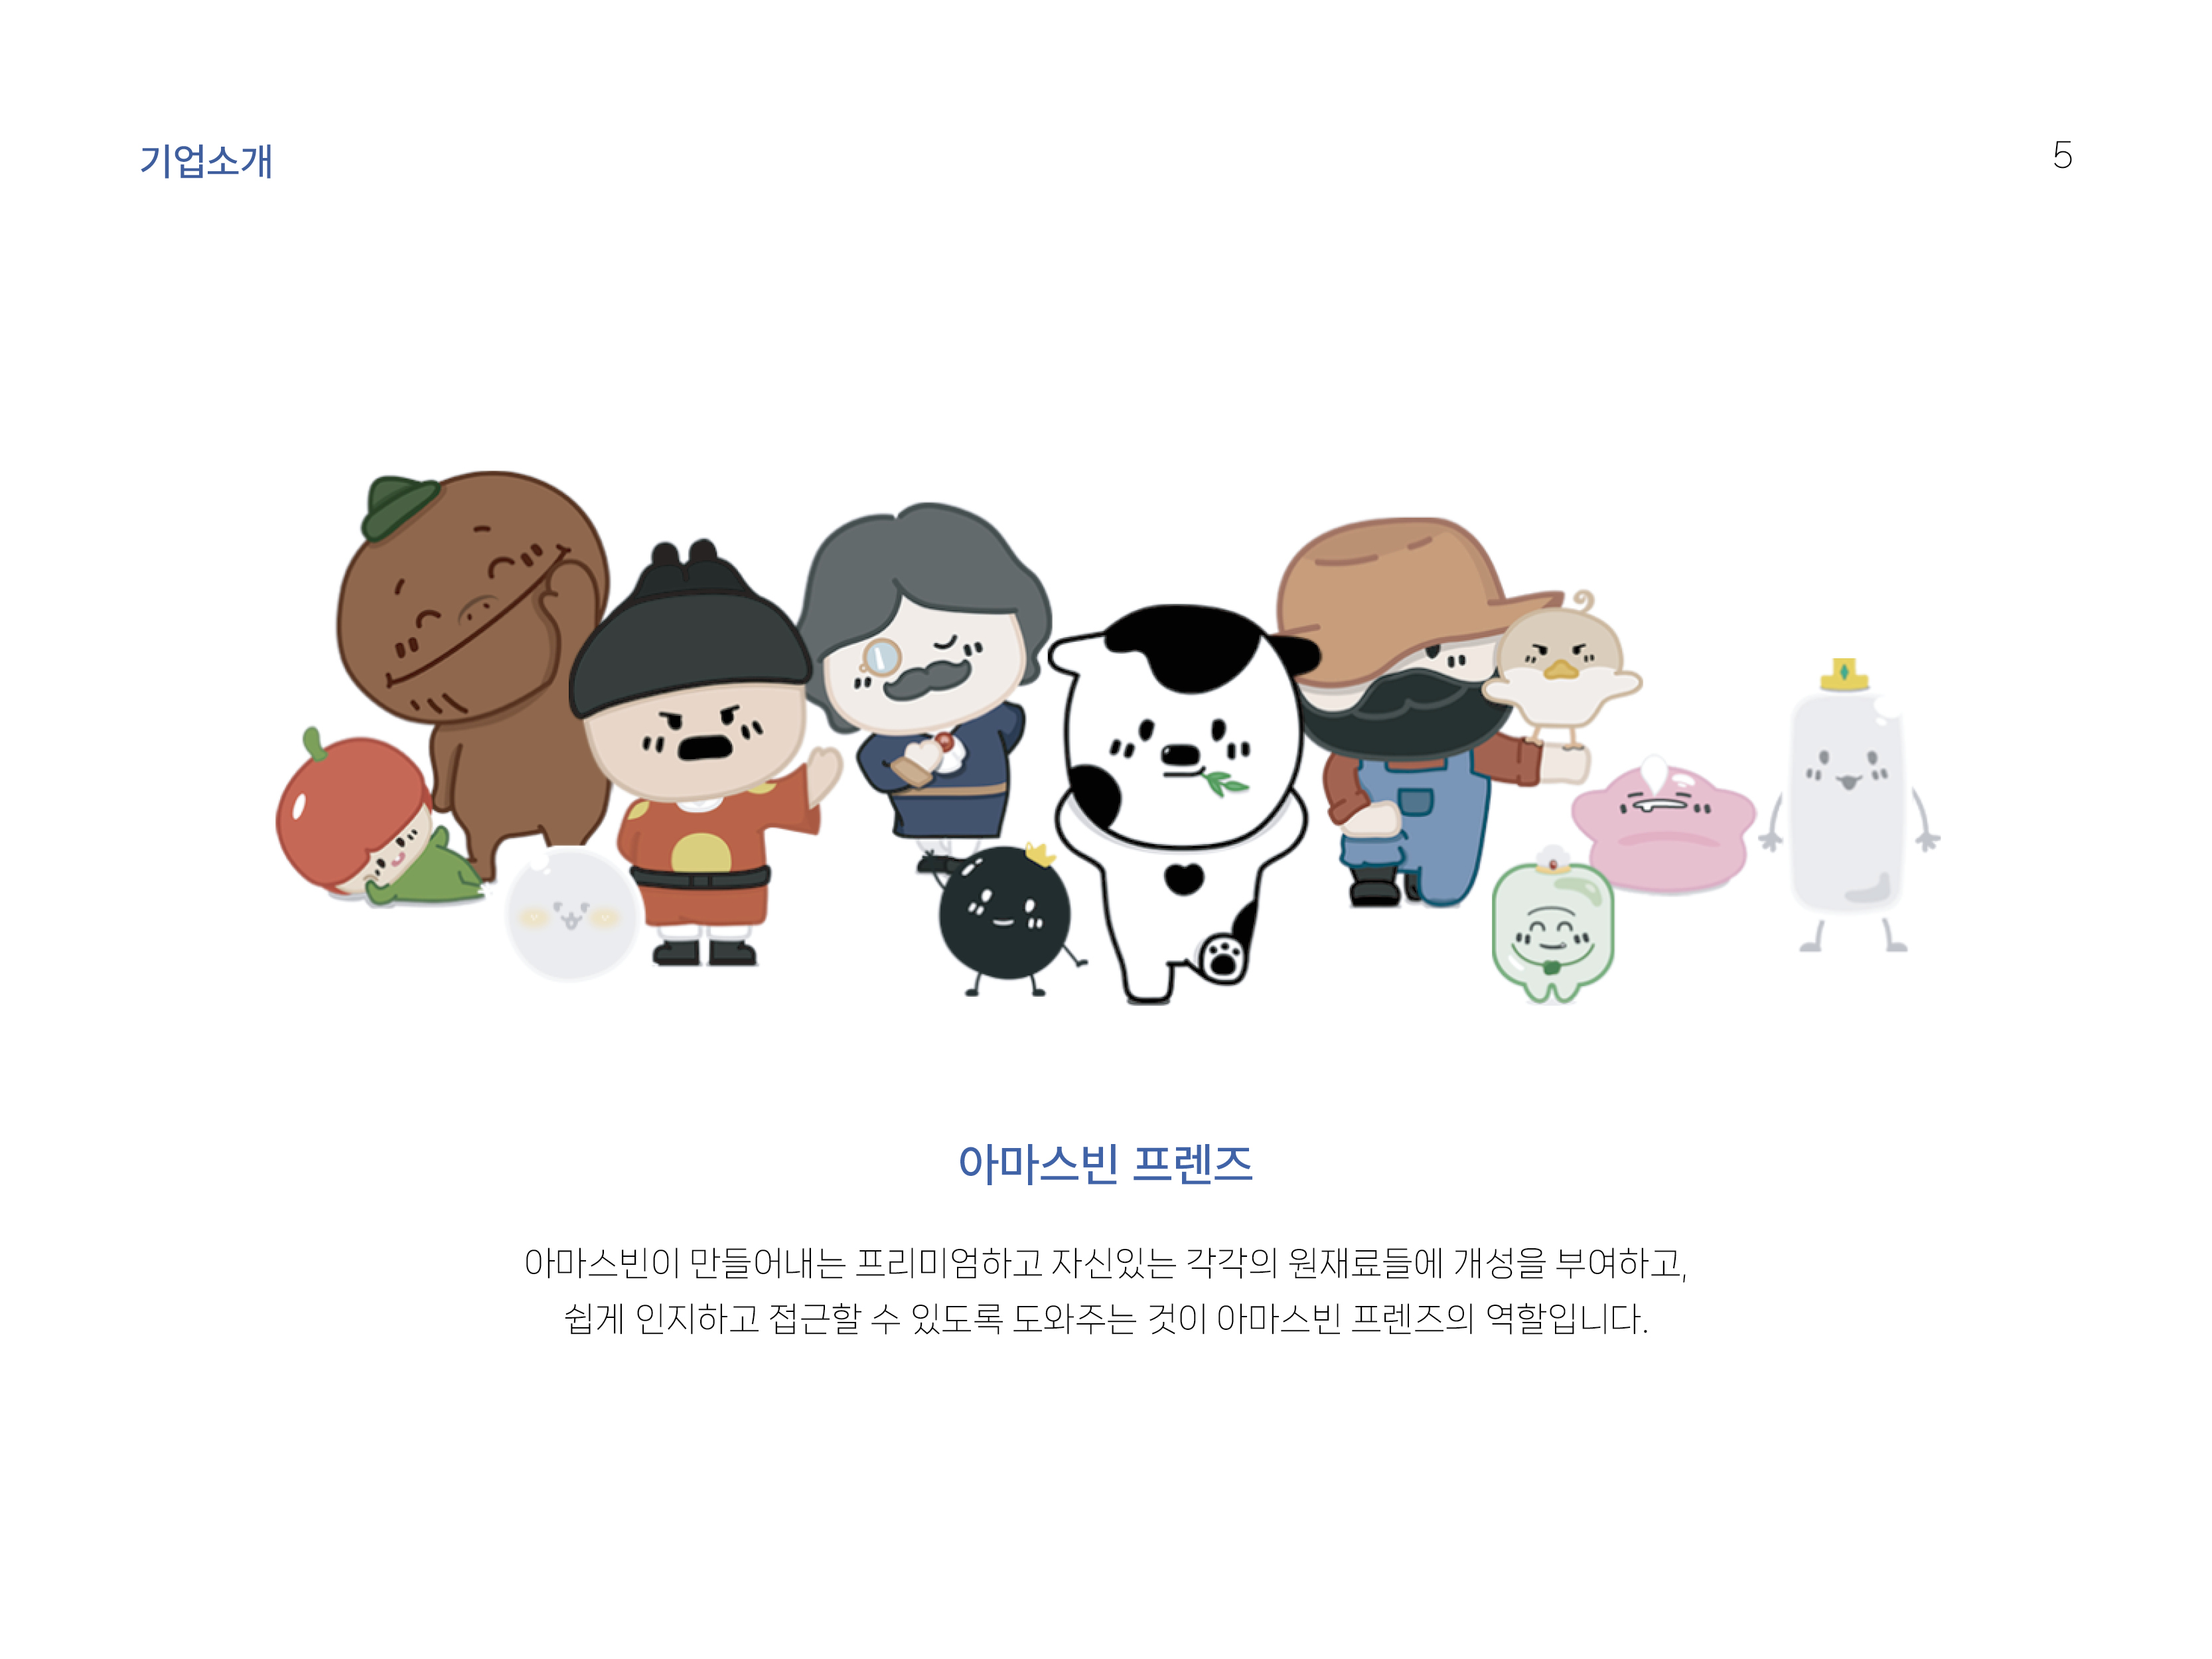 기업소개
5
아마스빈 프렌즈
아마스빈이 만들어내는 프리미엄하고 자신있는 각각의 원재료들에 개성을 부여하고,
쉽게 인지하고 접근할 수 있도록 도와주는 것이 아마스빈 프렌즈의 역할입니다.